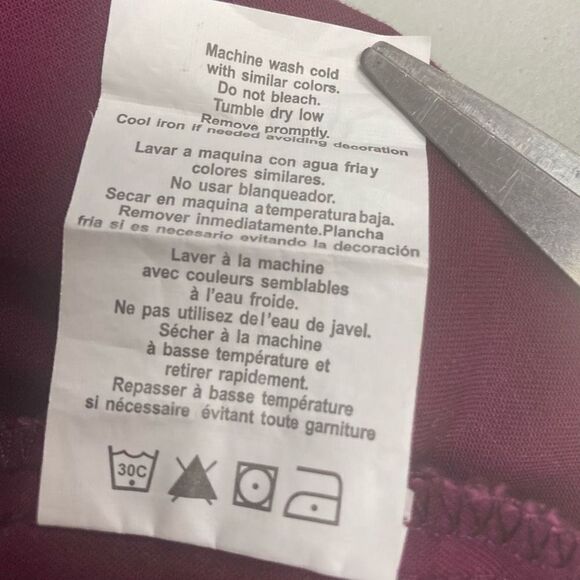 Machine wash cold
with similar colors.
Do not bleach.
Tumble dry low
Remove promptly.
Cool iron if needed avoiding decoration
Lavar a maquina con agua friay
colores similares.
No usar blanqueador.
Secar en maquina a temperatura baja.
Remover inmediatamente.Plancha
fria si es necesario evitando la decoración
Laver à la machine
avec couleurs semblables
à l'eau froide.
Ne pas utilisez de l'eau de javel.
Sécher à la machine
à basse température et
retirer rapidement.
Repasser à basse température
si nécessaire évitant toute garniture
30C